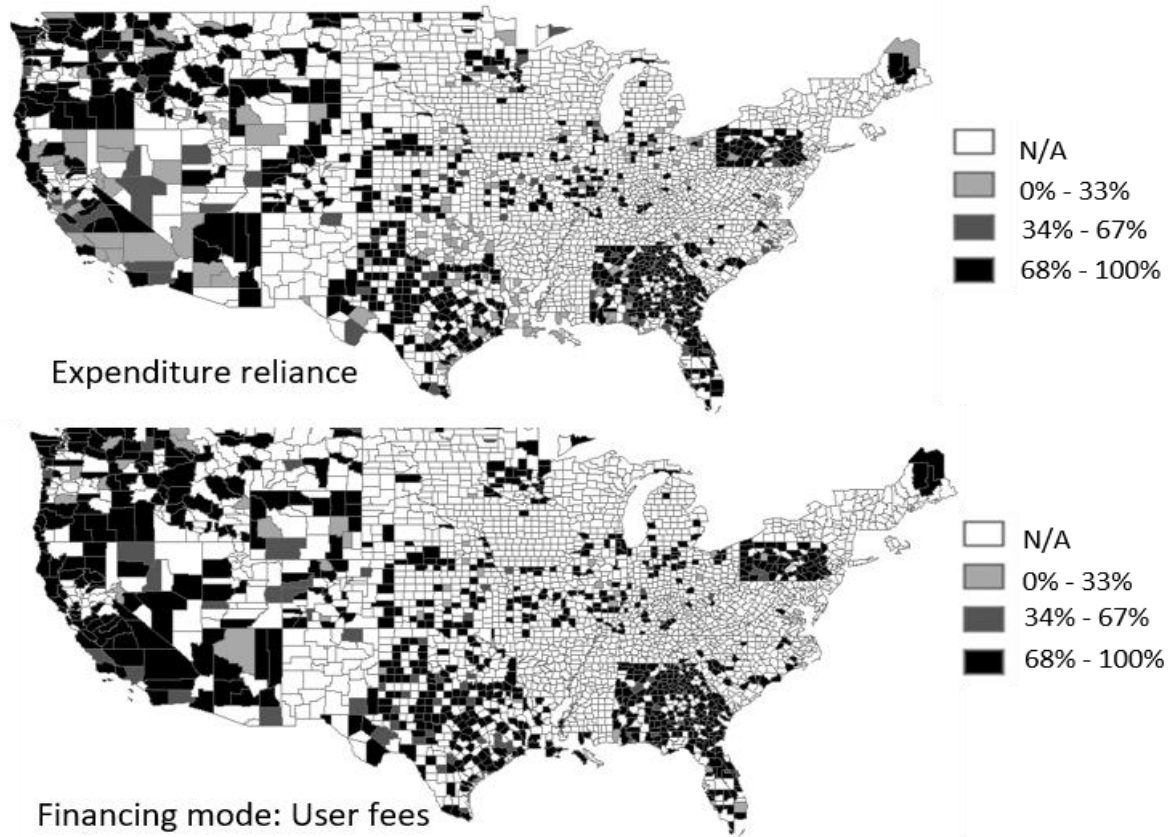 N/A
0% - 33%
34% - 67%
68% - 100%
Expenditure reliance
N/A
0% - 33%
34% - 67%
68% - 100%
Financing mode: User fees